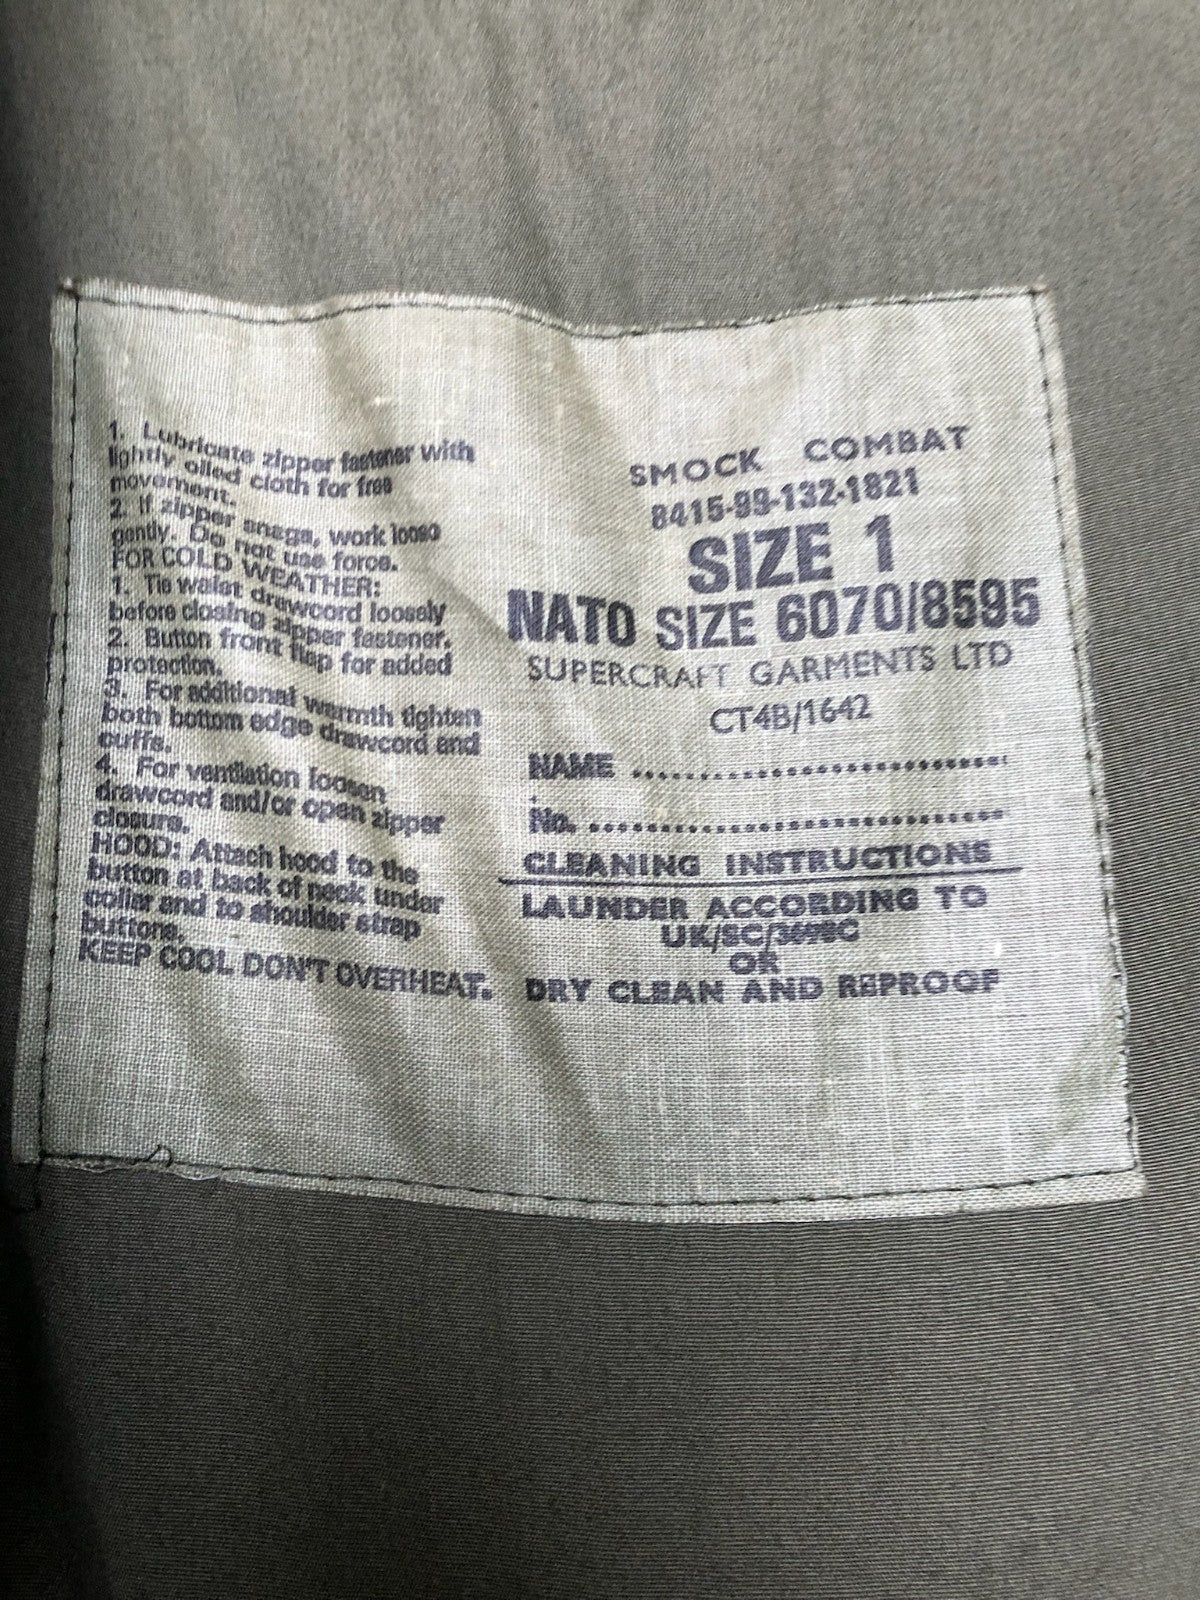 1. Lubricate zipper fastener with
lightly oiled cloth for free
movement.
2. If zipper snags, work loose
gently. Do not use force.
FOR COLD WEATHER:
1. Tie waist drawcord loosely
before closing zipper fastener.
2. Button front flap for added
protection.
3. For additional warmth tighten
both bottom edge drawcord and
cuffs.
4. For ventilation loosen
drawcord and/or open zipper
closure.
HOOD: Attach hood to the
button at back of neck under
collar and to shoulder strap
buttons.
KEEP COOL DON'T OVERHEAT.
SMOCK COMBAT
8415-99-132-1821
SIZE 1
NATO SIZE 6070/8595
SUPERCRAFT GARMENTS LTD
CT4B/1642
NAME ..............................
No. ..................................
CLEANING INSTRUCTIONS
LAUNDER ACCORDING TO
OR
DRY CLEAN AND REPROOF